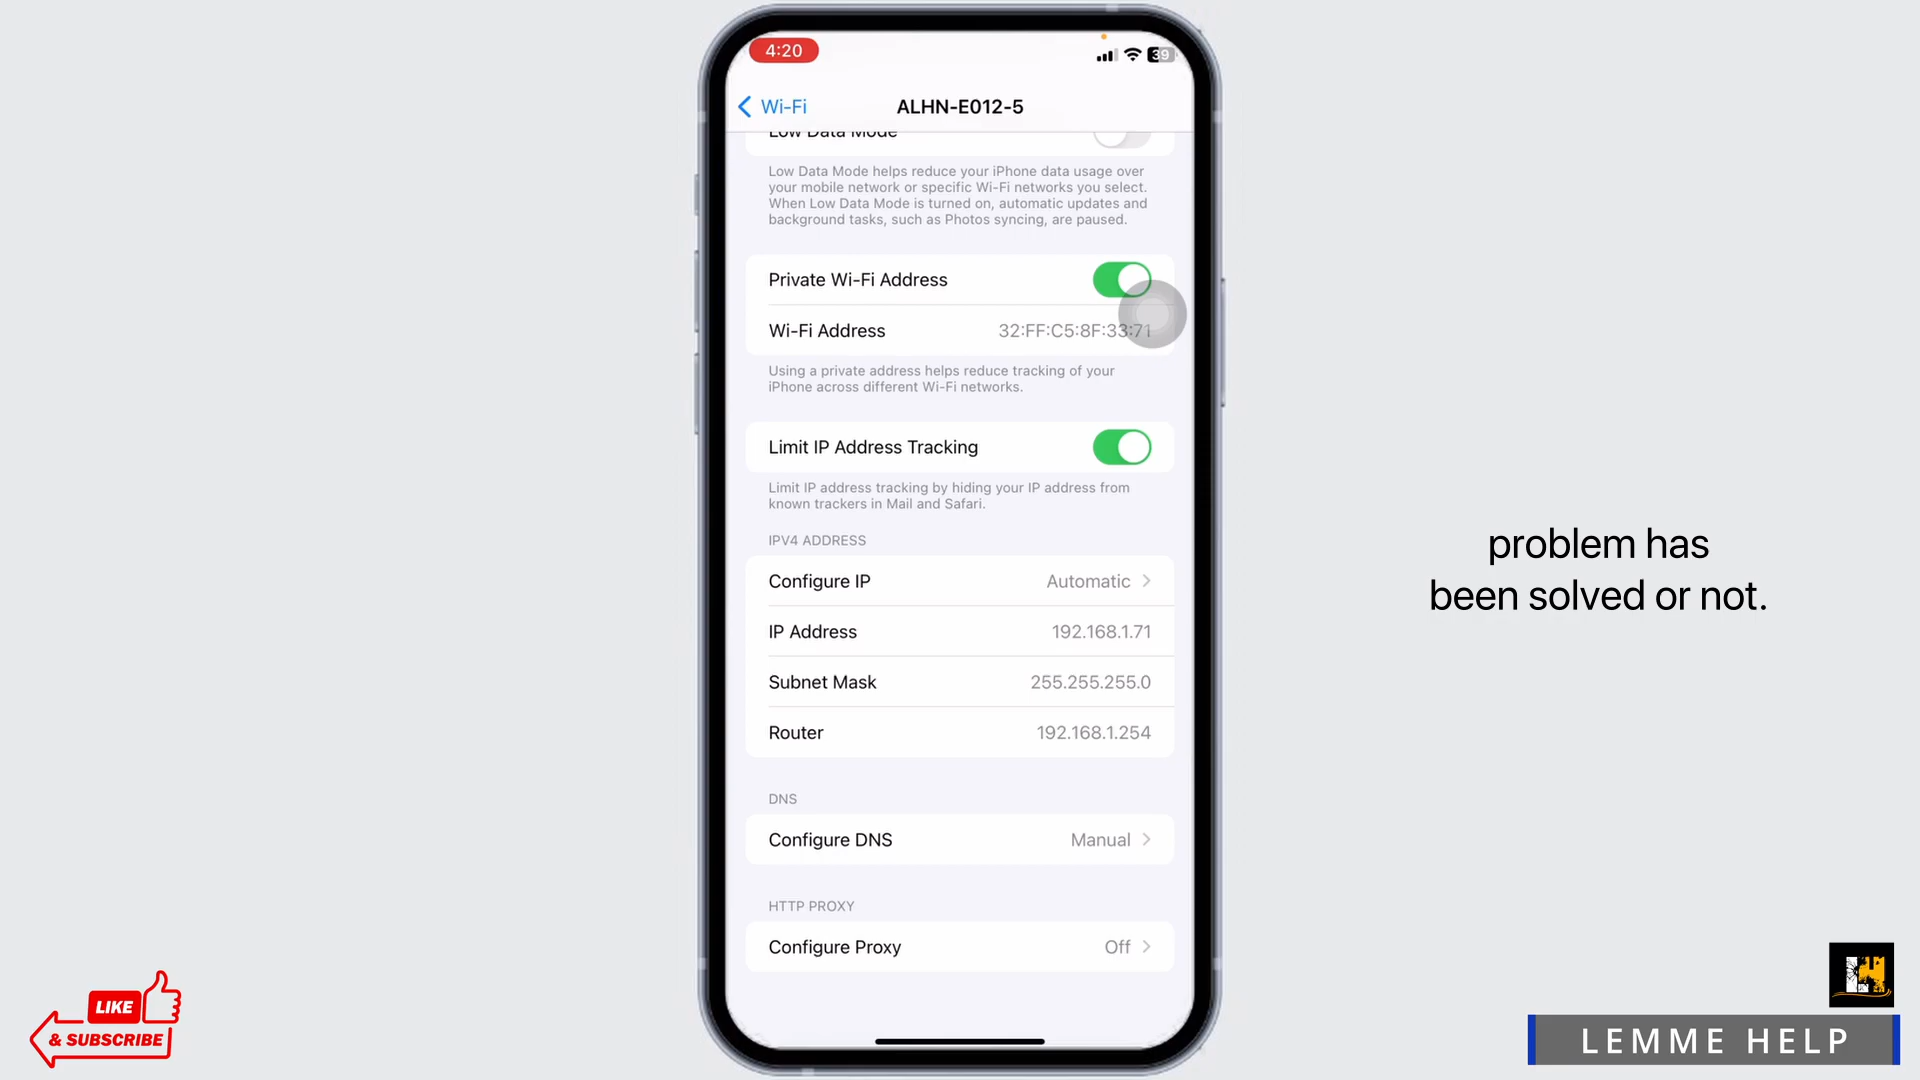 4:20
39
Wi-Fi
ALHN-E012-5
Low Data Mode
Low Data Mode helps reduce your iPhone data usage over
your mobile network or specific Wi-Fi networks you select.
When Low Data Mode is turned on, automatic updates and
background tasks, such as Photos syncing, are paused.
Private Wi-Fi Address
Wi-Fi Address 32:FF:C5:8F:33:71
Using a private address helps reduce tracking of your
iPhone across different Wi-Fi networks.
Limit IP Address Tracking
Limit IP address tracking by hiding your IP address from
known trackers in Mail and Safari.
IPV4 ADDRESS
Configure IP Automatic
IP Address 192.168.1.71
Subnet Mask 255.255.255.0
Router 192.168.1.254
DNS
Configure DNS Manual
HTTP PROXY
Configure Proxy Off
problem has
been solved or not.
LIKE
& SUBSCRIBE
LEMME HELP